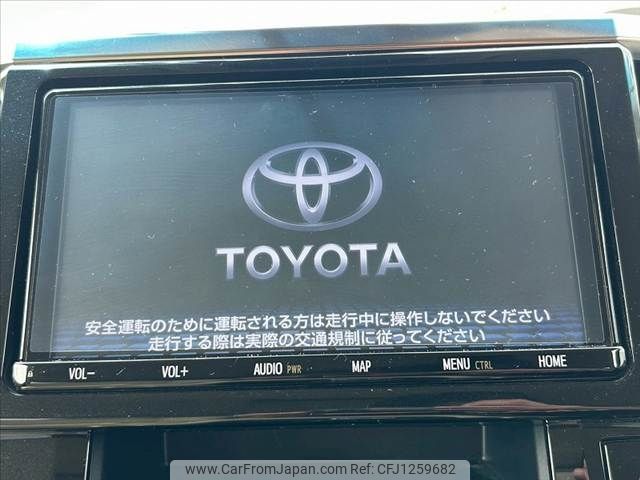 TOYOTA
安全運転のために運転される方は走行中に操作しないでください
走行する際は実際の交通規制に従ってください
VOL- VOL+ AUDIO PWR MAP MENU CTRL HOME
www.CarFromJapan.com CFJ1259682